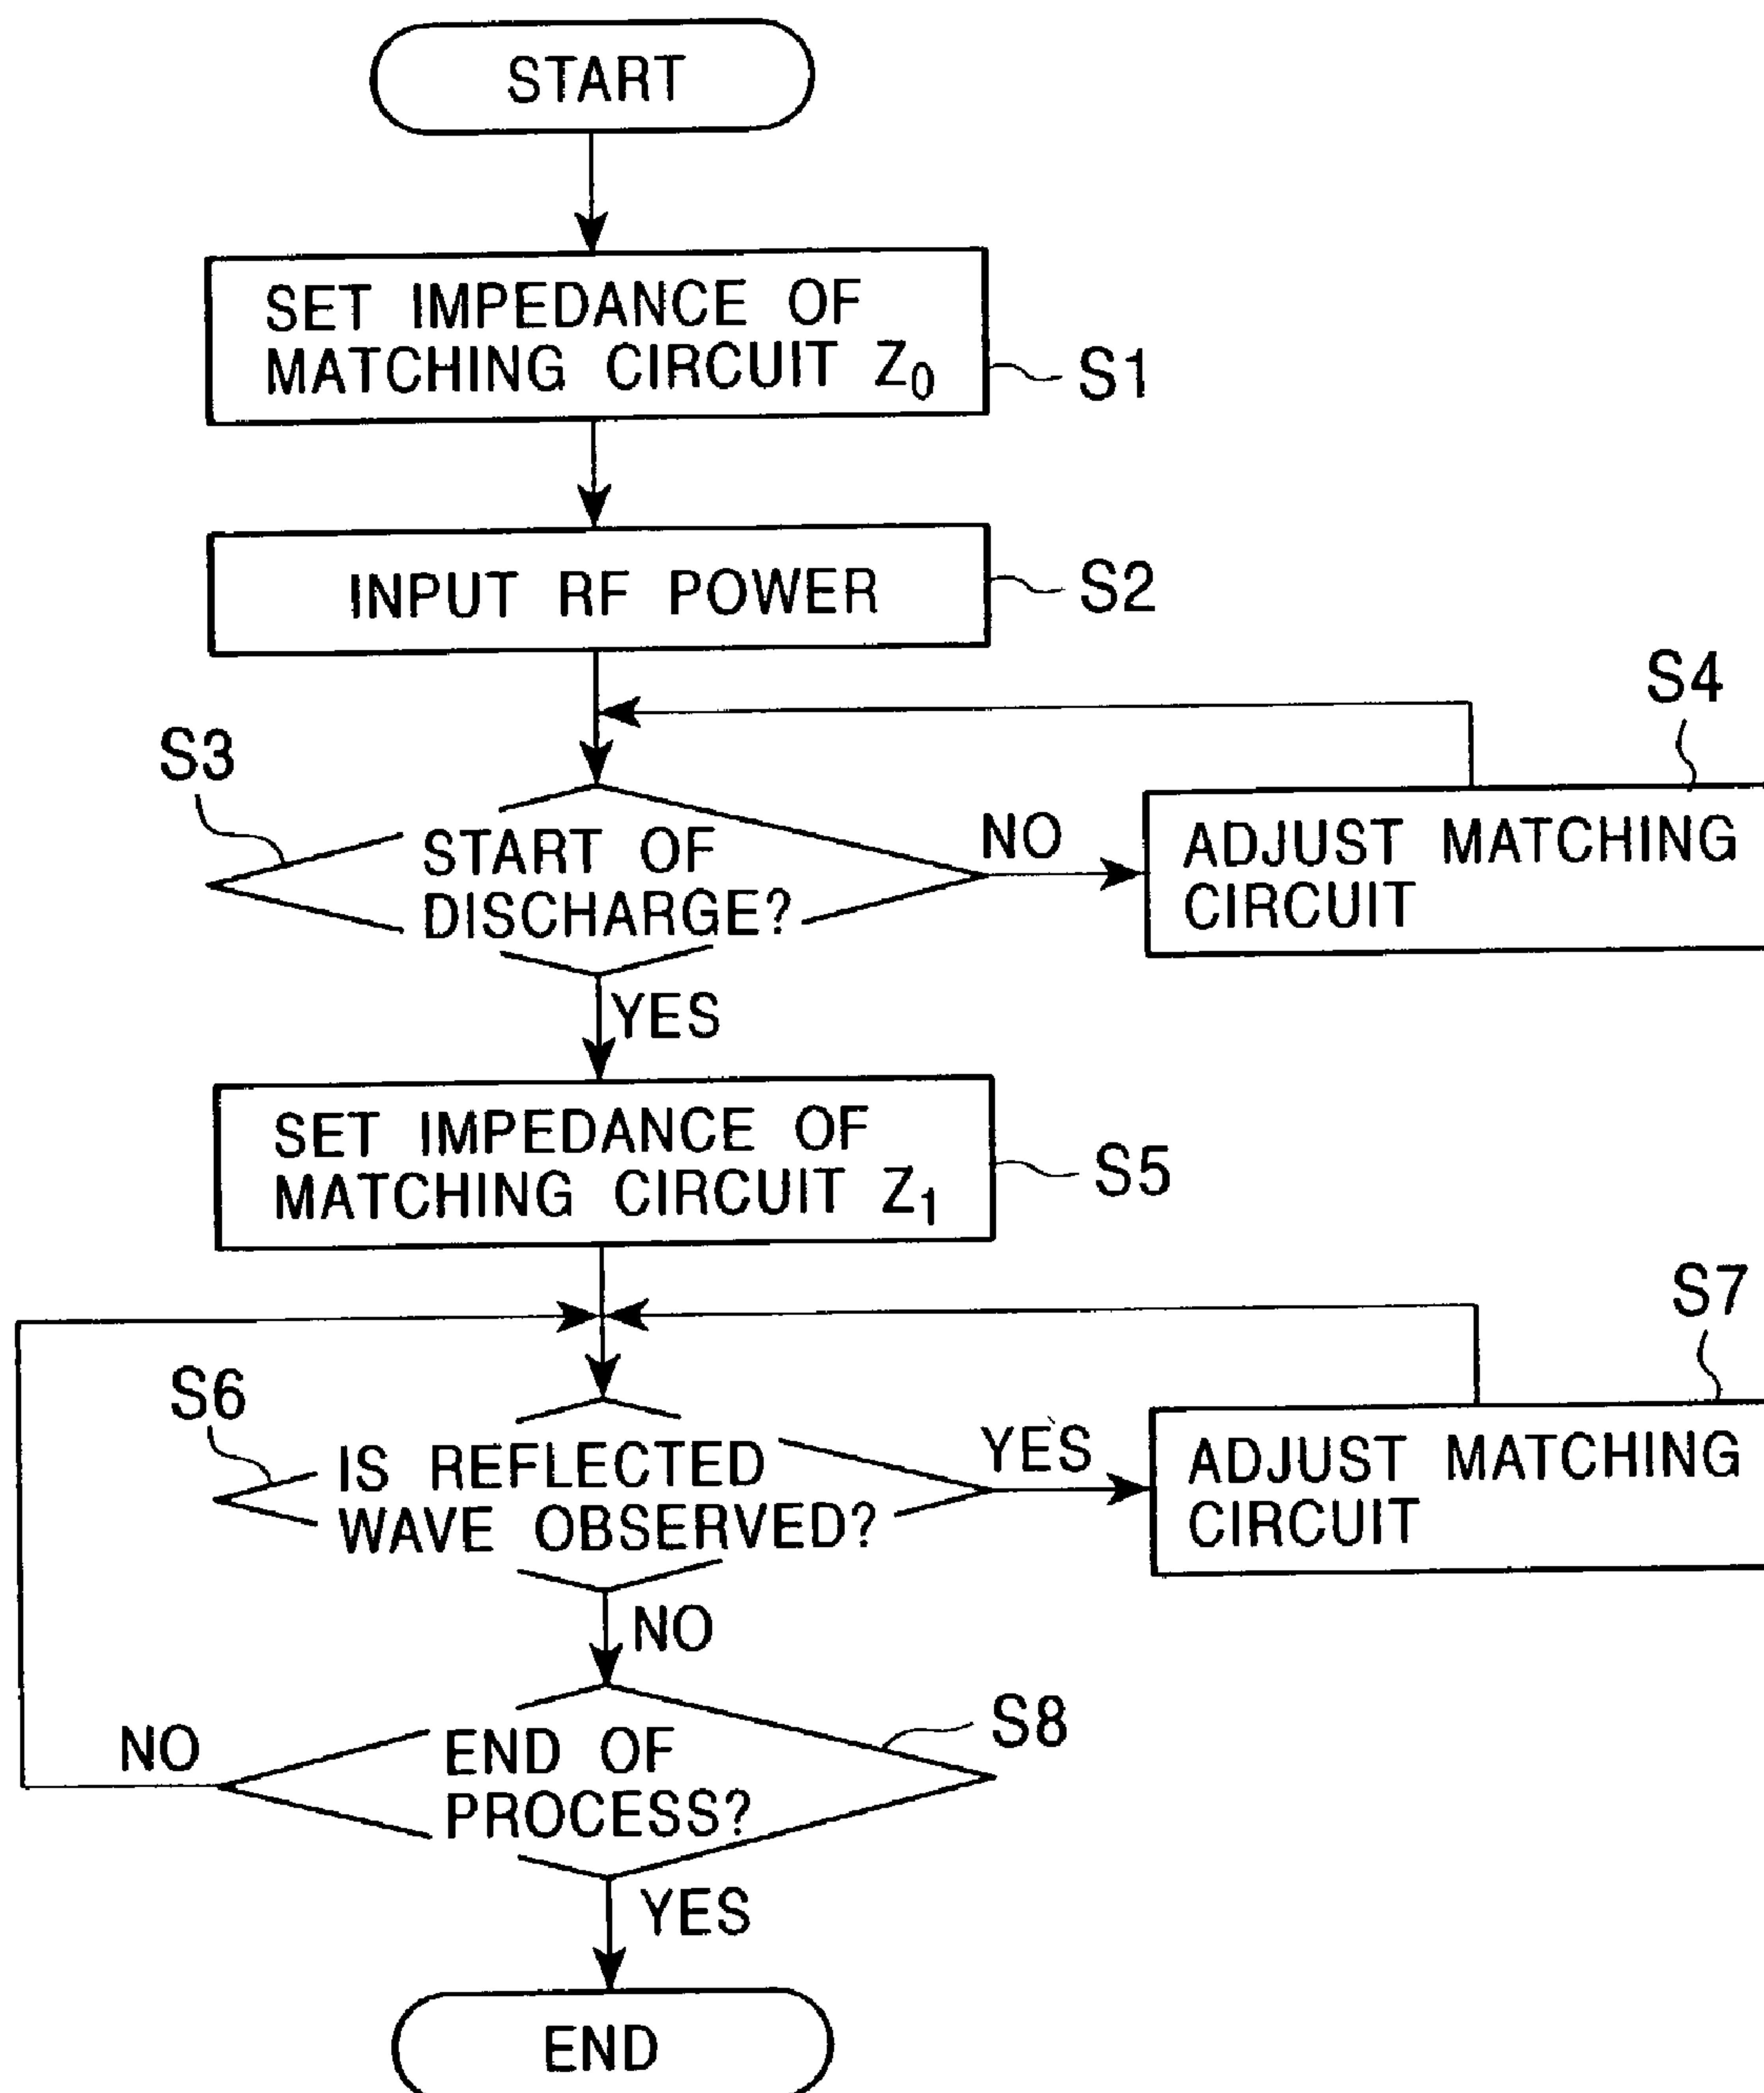 START
SET IMPEDANCE OF
MATCHING CIRCUIT Z₀
S1
INPUT RF POWER
S2
S4
S3
START OF
DISCHARGE?
NO
ADJUST MATCHING
CIRCUIT
YES
SET IMPEDANCE OF
MATCHING CIRCUIT Z₁
S5
S7
S6
IS REFLECTED
WAVE OBSERVED?
YES
ADJUST MATCHING
CIRCUIT
NO
S8
NO
END OF
PROCESS?
YES
END